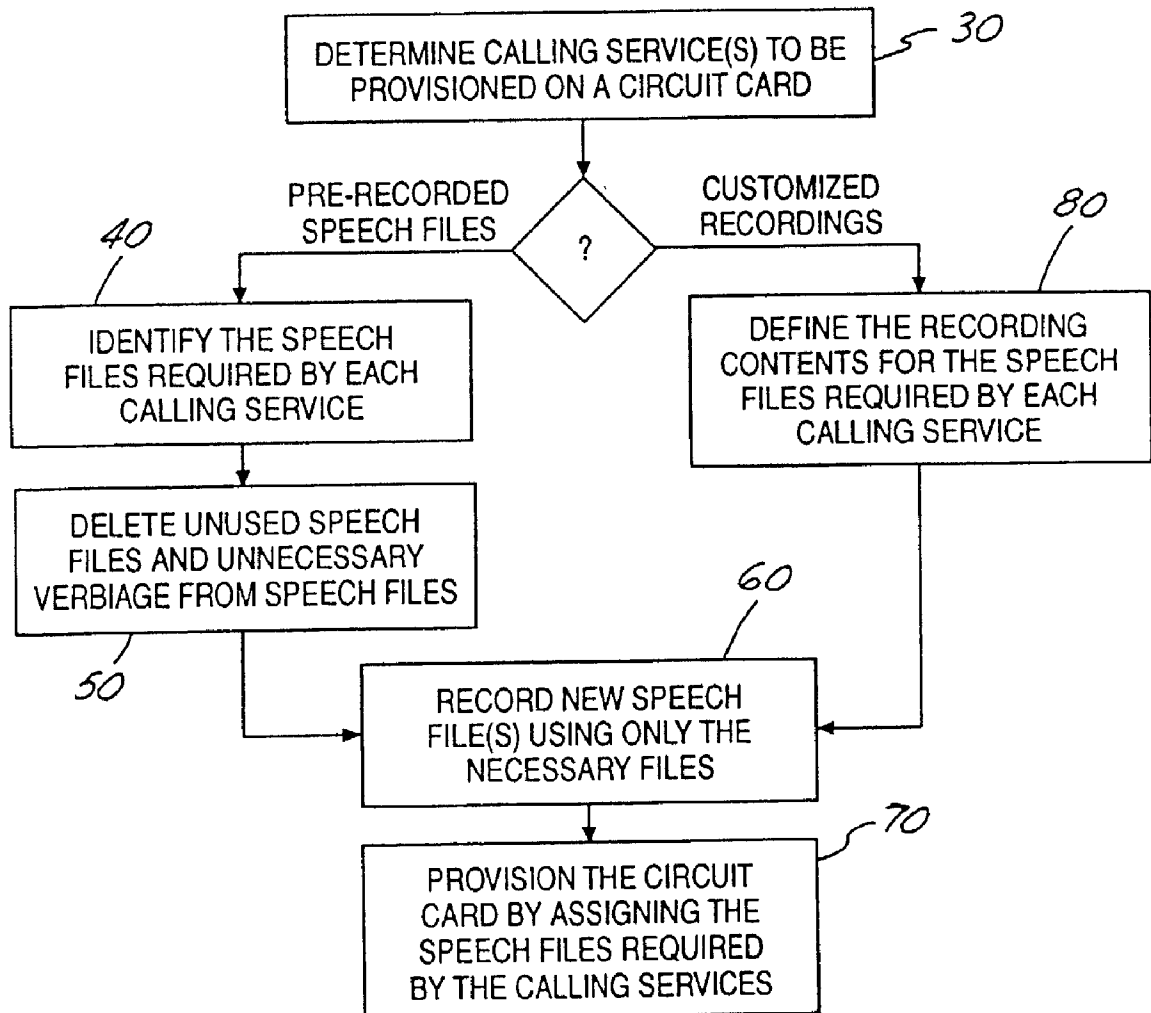 DETERMINE CALLING SERVICE(S) TO BE
PROVISIONED ON A CIRCUIT CARD
30
PRE-RECORDED
SPEECH FILES
?
CUSTOMIZED
RECORDINGS
40
IDENTIFY THE SPEECH
FILES REQUIRED BY EACH
CALLING SERVICE
80
DEFINE THE RECORDING
CONTENTS FOR THE SPEECH
FILES REQUIRED BY EACH
CALLING SERVICE
DELETE UNUSED SPEECH
FILES AND UNNECESSARY
VERBIAGE FROM SPEECH FILES
50
60
RECORD NEW SPEECH
FILE(S) USING ONLY THE
NECESSARY FILES
70
PROVISION THE CIRCUIT
CARD BY ASSIGNING THE
SPEECH FILES REQUIRED
BY THE CALLING SERVICES